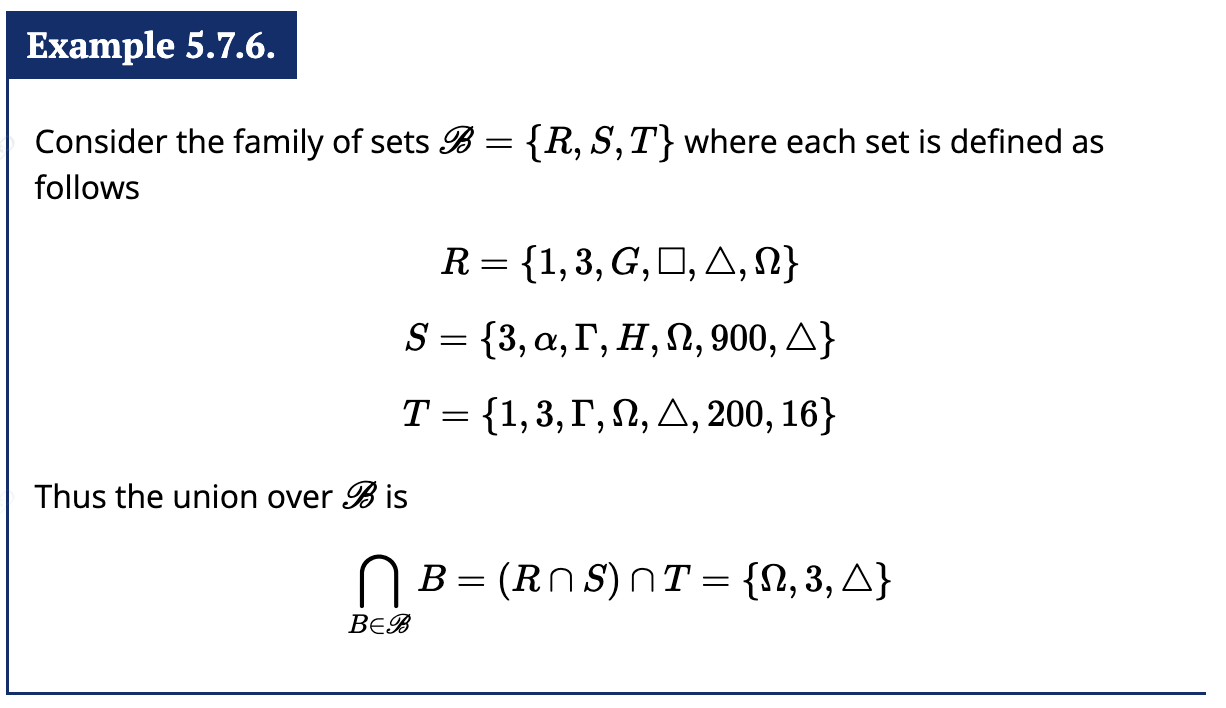 Example 5.7.6.
Consider the family of sets ℬ = {R, S, T} where each set is defined as
follows
R = {1, 3, G, □, △, Ω}
S = {3, α, Γ, H, Ω, 900, △}
T = {1, 3, Γ, Ω, △, 200, 16}
Thus the union over ℬ is
⋂ B = (R ∩ S) ∩ T = {Ω, 3, △}
B∈ℬ